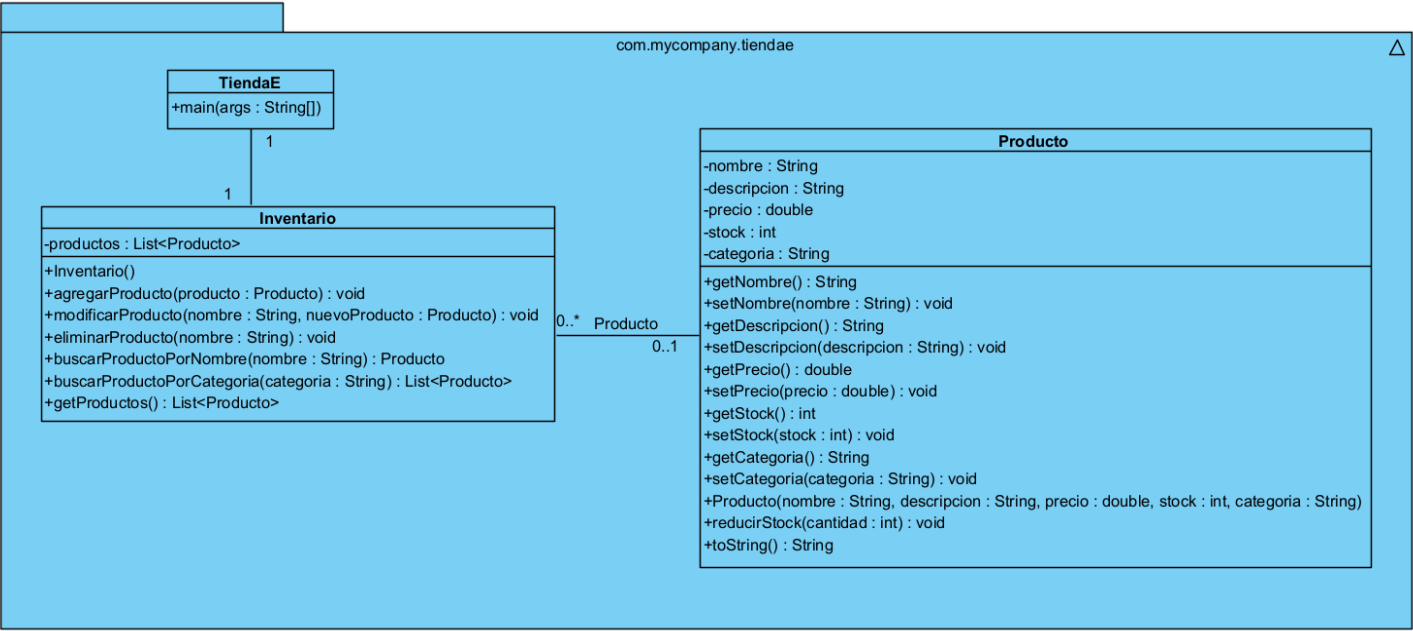 com.mycompany.tiendae
TiendaE
+main(args : String[])
1
1
Inventario
-productos : List<Producto>
+Inventario()
+agregarProducto(producto : Producto) : void
+modificarProducto(nombre : String, nuevoProducto : Producto) : void
+eliminarProducto(nombre : String) : void
+buscarProductoPorNombre(nombre : String) : Producto
+buscarProductoPorCategoria(categoria : String) : List<Producto>
+getProductos() : List<Producto>
0..* Producto
0..1
Producto
-nombre : String
-descripcion : String
-precio : double
-stock : int
-categoria : String
+getNombre() : String
+setNombre(nombre : String) : void
+getDescripcion() : String
+setDescripcion(descripcion : String) : void
+getPrecio() : double
+setPrecio(precio : double) : void
+getStock() : int
+setStock(stock : int) : void
+getCategoria() : String
+setCategoria(categoria : String) : void
+Producto(nombre : String, descripcion : String, precio : double, stock : int, categoria : String)
+reducirStock(cantidad : int) : void
+toString() : String